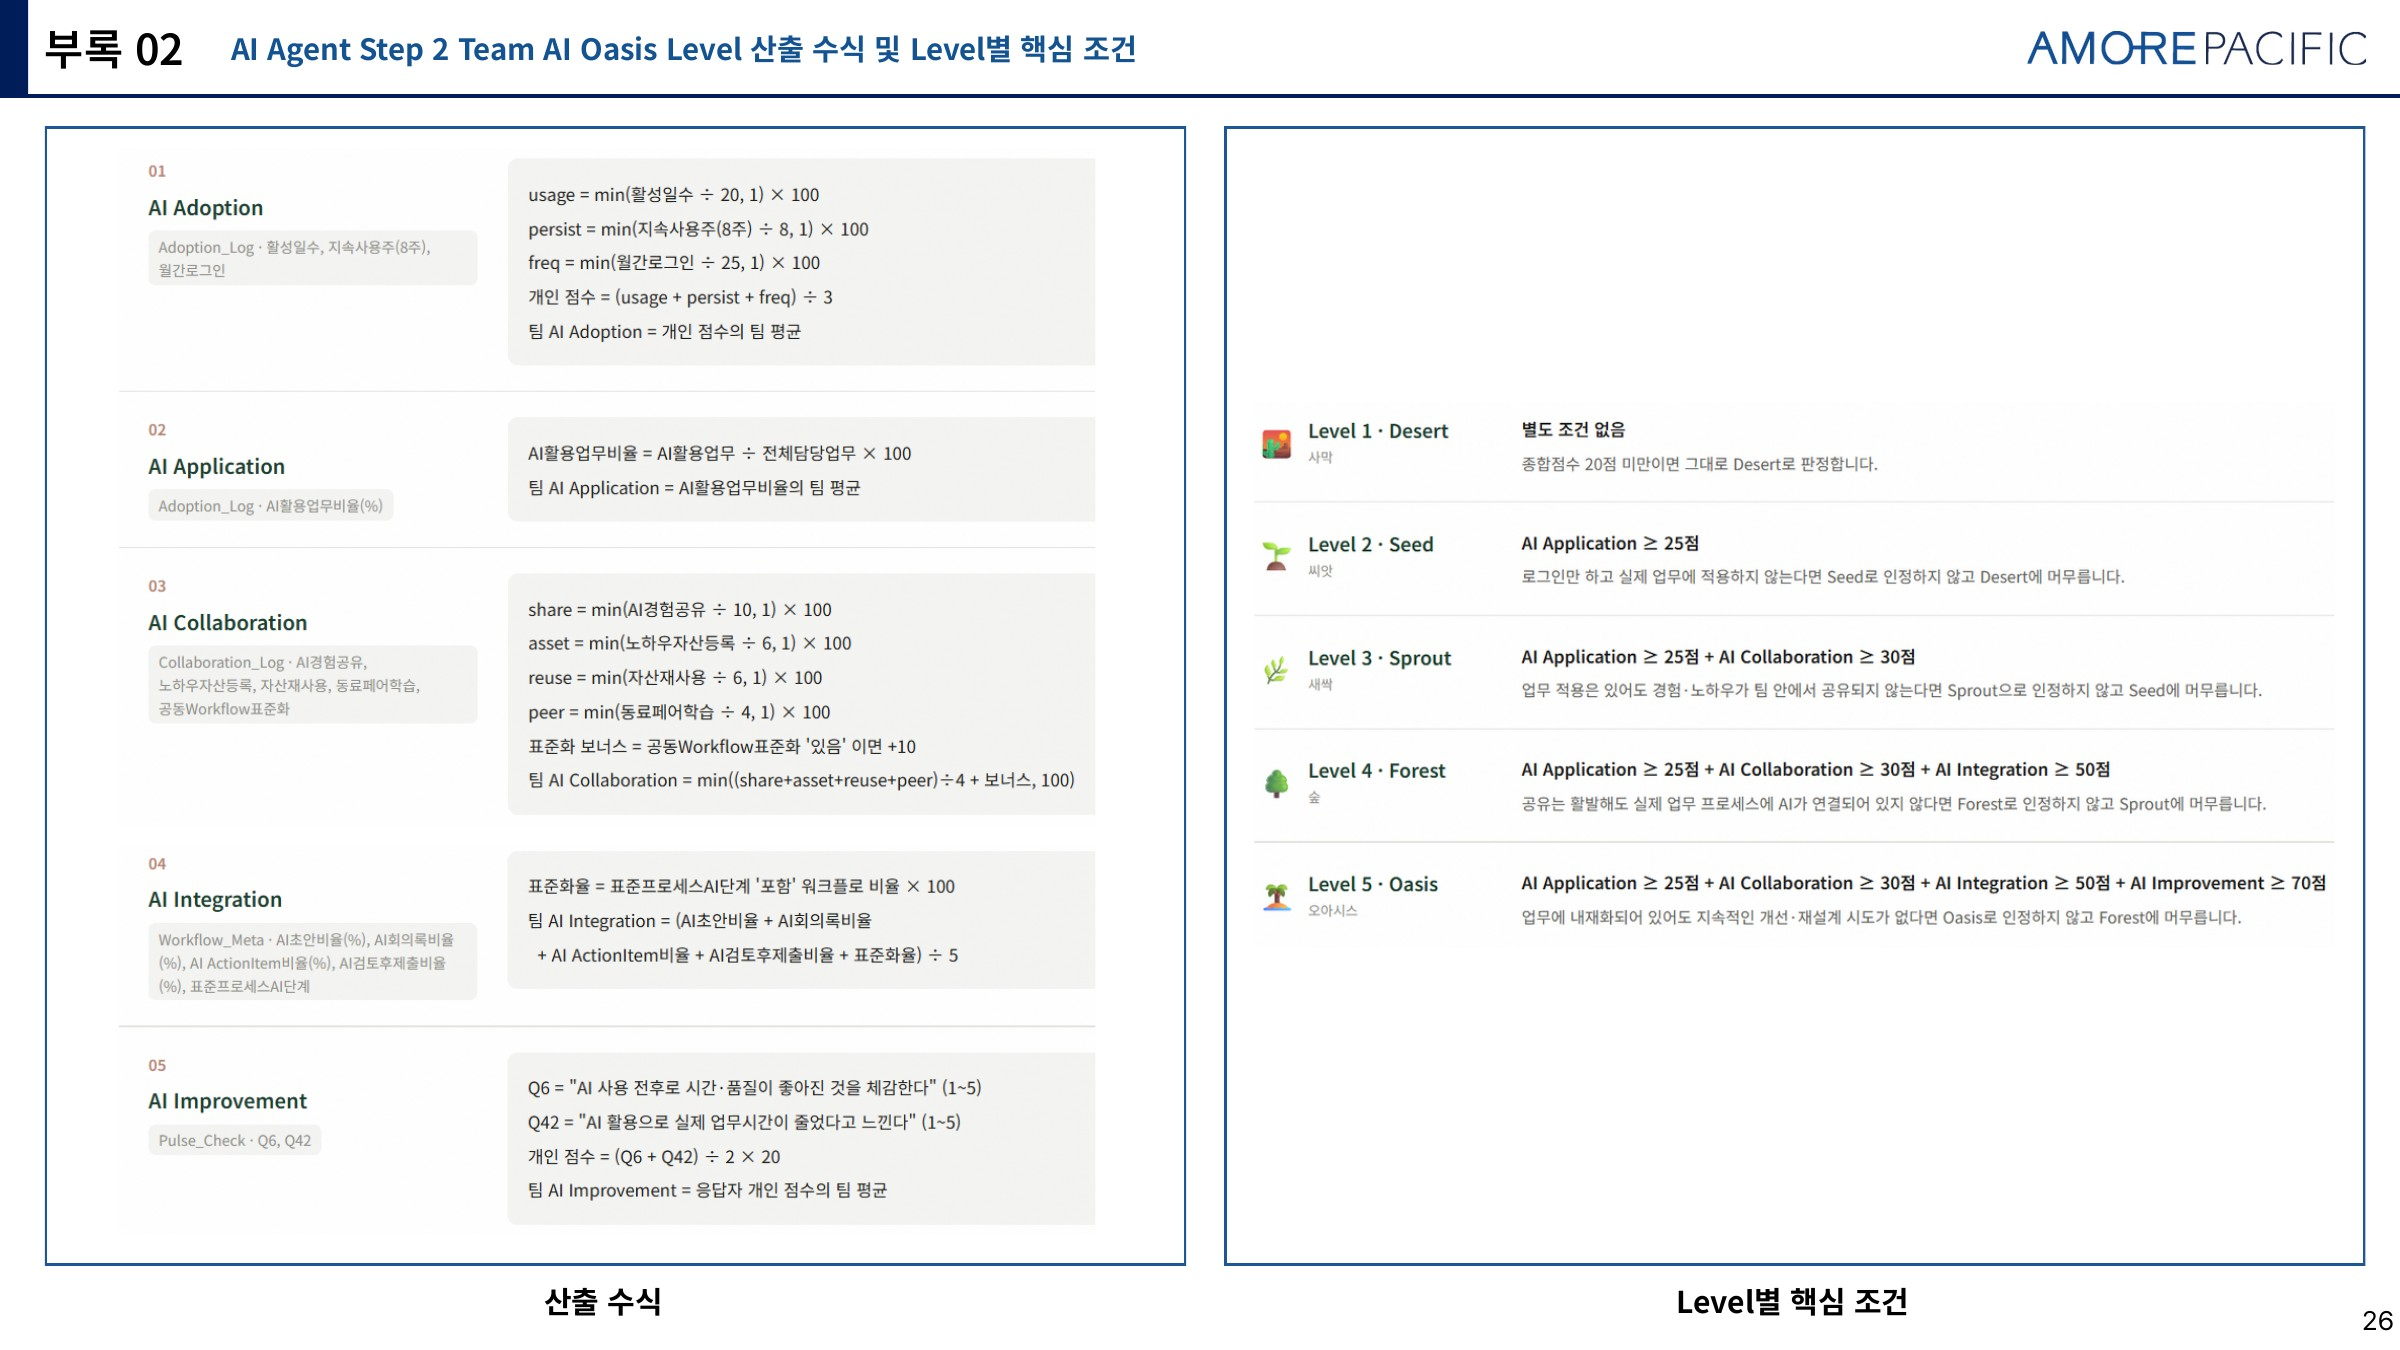 부록 02
AI Agent Step 2 Team AI Oasis Level 산출 수식 및 Level별 핵심 조건
AMOREPACIFIC
01
AI Adoption
Adoption_Log · 활성일수, 지속사용주(8주),
월간로그인
usage = min(활성일수 ÷ 20, 1) × 100
persist = min(지속사용주(8주) ÷ 8, 1) × 100
freq = min(월간로그인 ÷ 25, 1) × 100
개인 점수 = (usage + persist + freq) ÷ 3
팀 AI Adoption = 개인 점수의 팀 평균
02
AI Application
Adoption_Log · AI활용업무비율(%)
AI활용업무비율 = AI활용업무 ÷ 전체담당업무 × 100
팀 AI Application = AI활용업무비율의 팀 평균
03
AI Collaboration
Collaboration_Log · AI경험공유,
노하우자산등록, 자산재사용, 동료페어학습,
공동Workflow표준화
share = min(AI경험공유 ÷ 10, 1) × 100
asset = min(노하우자산등록 ÷ 6, 1) × 100
reuse = min(자산재사용 ÷ 6, 1) × 100
peer = min(동료페어학습 ÷ 4, 1) × 100
표준화 보너스 = 공동Workflow표준화 '있음' 이면 +10
팀 AI Collaboration = min((share+asset+reuse+peer)÷4 + 보너스, 100)
04
AI Integration
Workflow_Meta · AI초안비율(%), AI회의록비율
(%), AI ActionItem비율(%), AI검토후제출비율
(%), 표준프로세스AI단계
표준화율 = 표준프로세스AI단계 '포함' 워크플로 비율 × 100
팀 AI Integration = (AI초안비율 + AI회의록비율
+ AI ActionItem비율 + AI검토후제출비율 + 표준화율) ÷ 5
05
AI Improvement
Pulse_Check · Q6, Q42
Q6 = "AI 사용 전후로 시간·품질이 좋아진 것을 체감한다" (1~5)
Q42 = "AI 활용으로 실제 업무시간이 줄었다고 느낀다" (1~5)
개인 점수 = (Q6 + Q42) ÷ 2 × 20
팀 AI Improvement = 응답자 개인 점수의 팀 평균
산출 수식
Level 1 · Desert
사막
별도 조건 없음
종합점수 20점 미만이면 그대로 Desert로 판정합니다.
Level 2 · Seed
씨앗
AI Application ≥ 25점
로그인만 하고 실제 업무에 적용하지 않는다면 Seed로 인정하지 않고 Desert에 머무릅니다.
Level 3 · Sprout
새싹
AI Application ≥ 25점 + AI Collaboration ≥ 30점
업무 적용은 있어도 경험·노하우가 팀 안에서 공유되지 않는다면 Sprout으로 인정하지 않고 Seed에 머무릅니다.
Level 4 · Forest
숲
AI Application ≥ 25점 + AI Collaboration ≥ 30점 + AI Integration ≥ 50점
공유는 활발해도 실제 업무 프로세스에 AI가 연결되어 있지 않다면 Forest로 인정하지 않고 Sprout에 머무릅니다.
Level 5 · Oasis
오아시스
AI Application ≥ 25점 + AI Collaboration ≥ 30점 + AI Integration ≥ 50점 + AI Improvement ≥ 70점
업무에 내재화되어 있어도 지속적인 개선·재설계 시도가 없다면 Oasis로 인정하지 않고 Forest에 머무릅니다.
Level별 핵심 조건
26